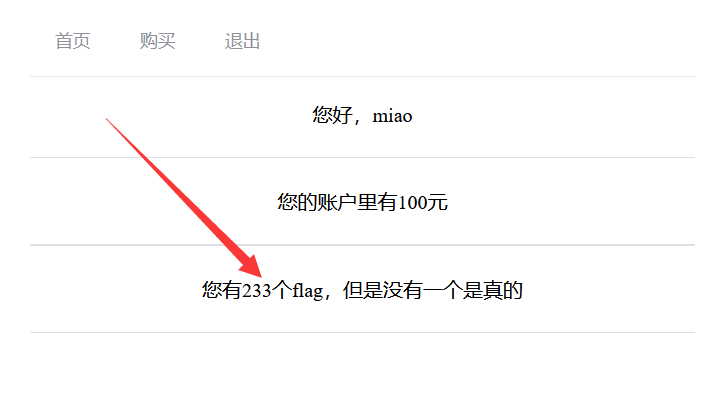 首页 购买 退出
您好，miao
您的账户里有100元
您有233个flag，但是没有一个是真的